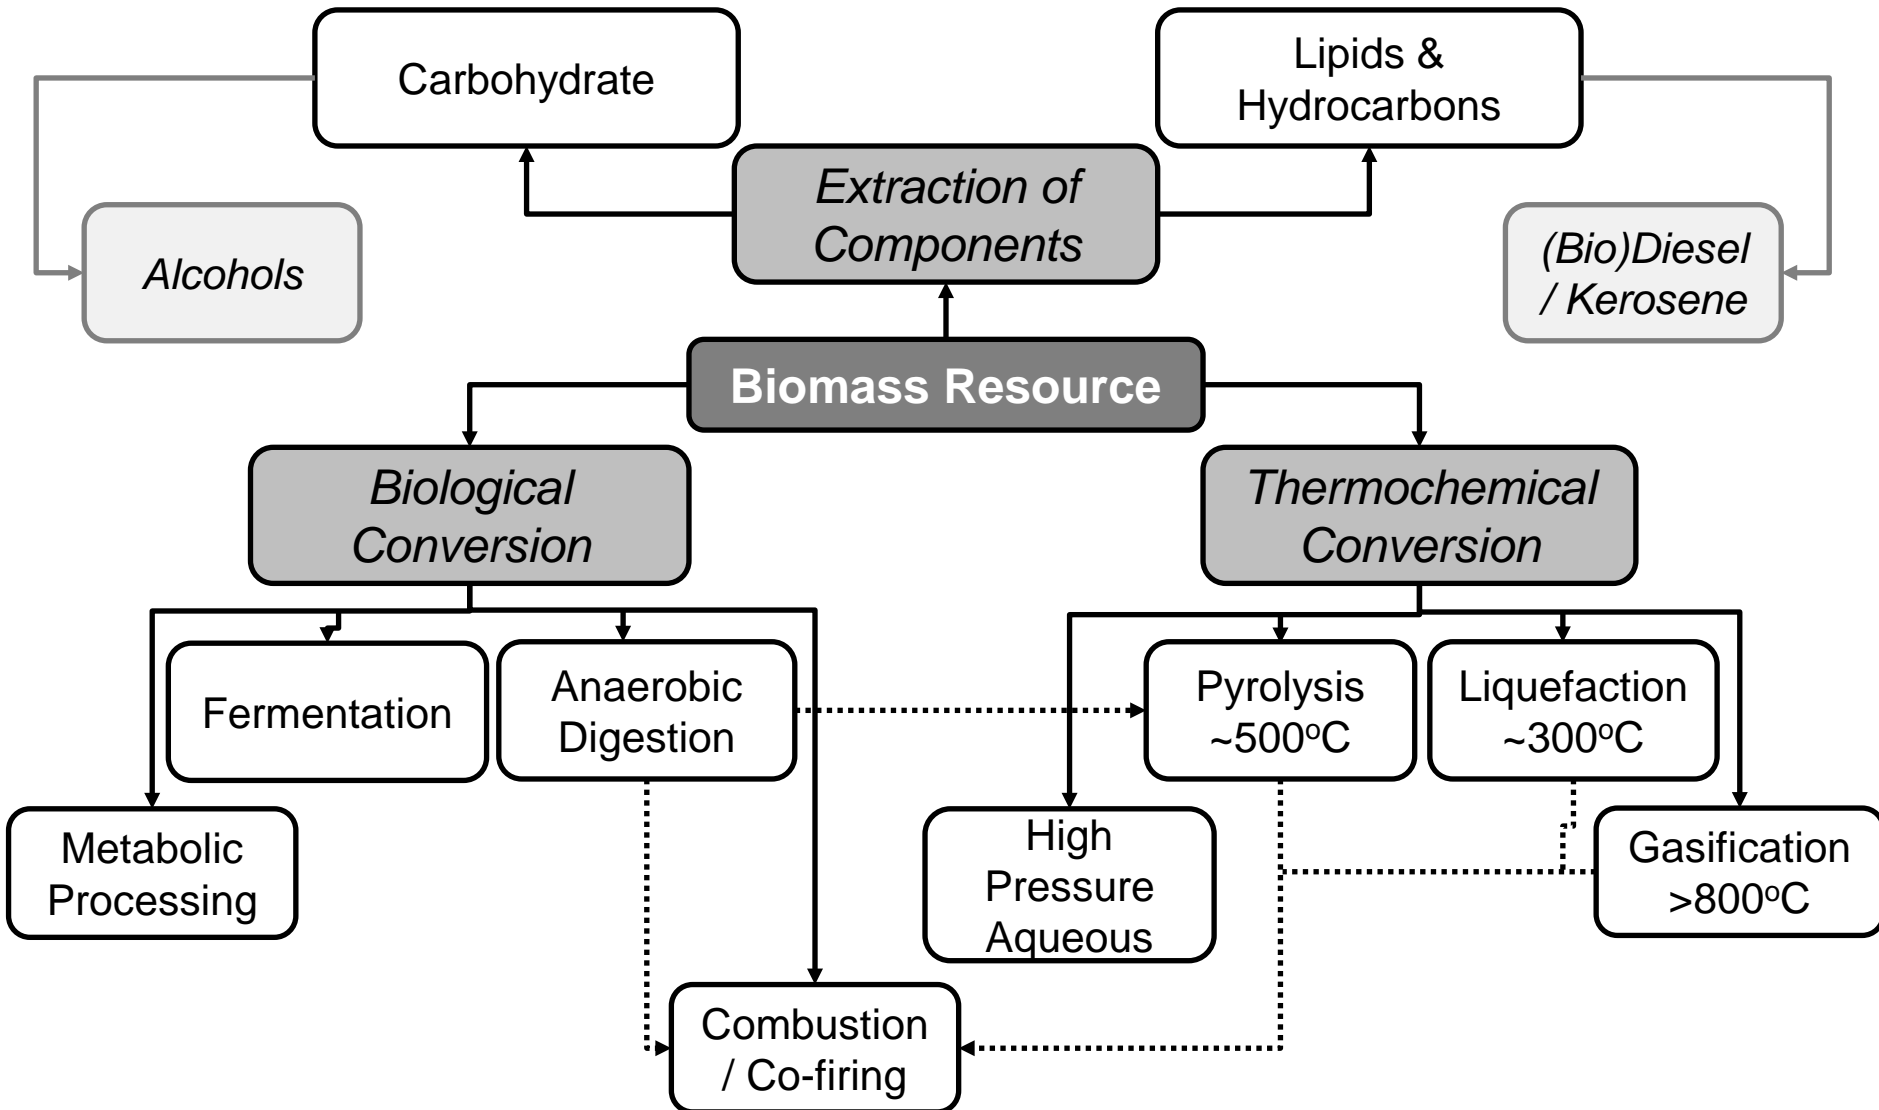 Carbohydrate
Lipids &
Hydrocarbons
Extraction of
Components
Alcohols
(Bio)Diesel
/ Kerosene
Biomass Resource
Biological
Conversion
Thermochemical
Conversion
Fermentation
Anaerobic
Digestion
Pyrolysis
~500ºC
Liquefaction
~300ºC
Metabolic
Processing
High
Pressure
Aqueous
Gasification
>800ºC
Combustion
/ Co-firing